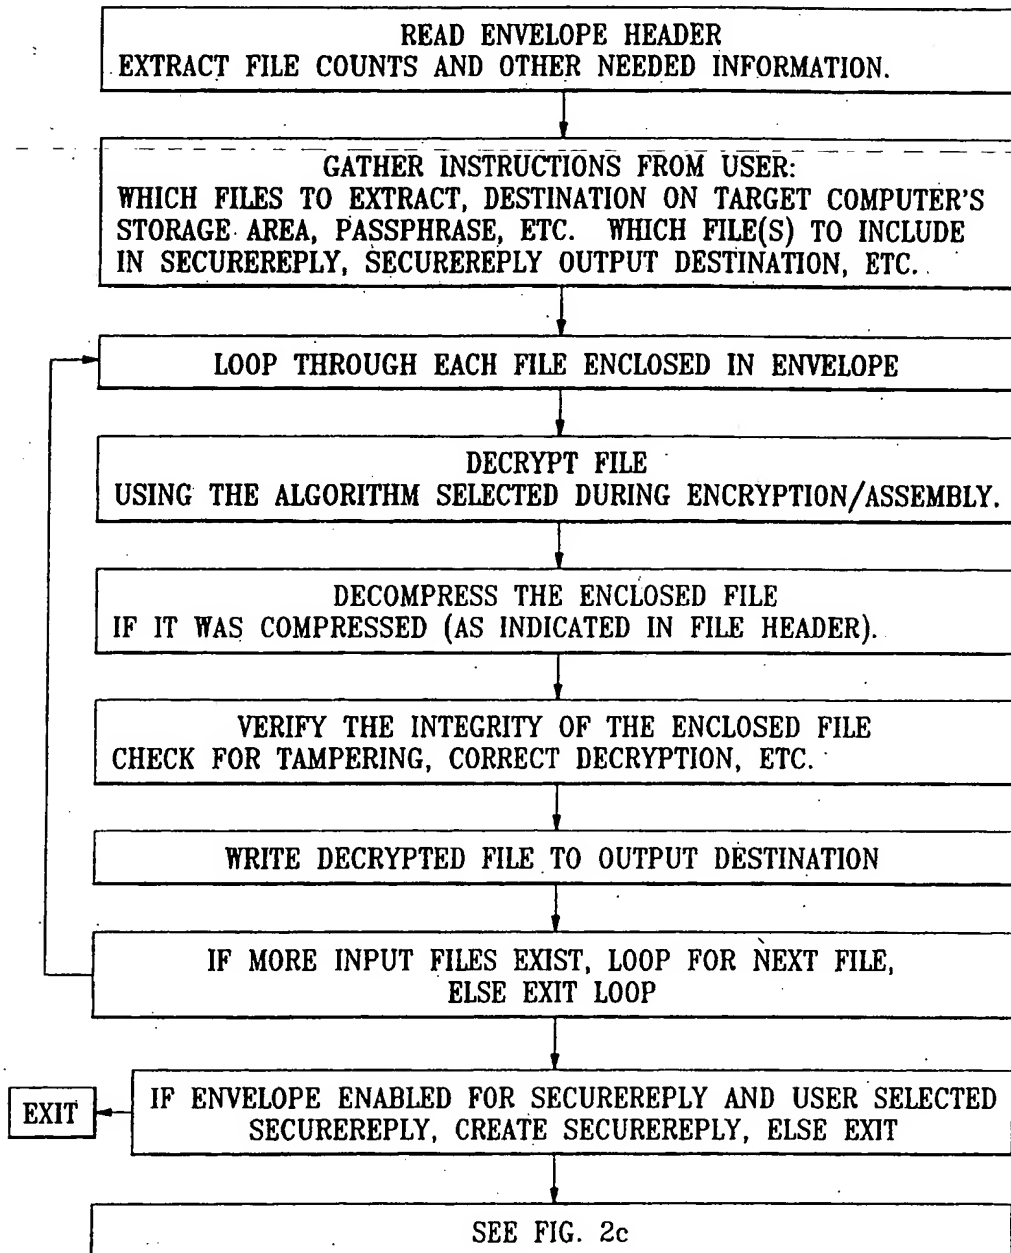 READ ENVELOPE HEADER
EXTRACT FILE COUNTS AND OTHER NEEDED INFORMATION.
GATHER INSTRUCTIONS FROM USER:
WHICH FILES TO EXTRACT, DESTINATION ON TARGET COMPUTER'S
STORAGE AREA, PASSPHRASE, ETC. WHICH FILE(S) TO INCLUDE
IN SECUREREPLY, SECUREREPLY OUTPUT DESTINATION, ETC.
LOOP THROUGH EACH FILE ENCLOSED IN ENVELOPE
DECRYPT FILE
USING THE ALGORITHM SELECTED DURING ENCRYPTION/ASSEMBLY.
DECOMPRESS THE ENCLOSED FILE
IF IT WAS COMPRESSED (AS INDICATED IN FILE HEADER).
VERIFY THE INTEGRITY OF THE ENCLOSED FILE
CHECK FOR TAMPERING, CORRECT DECRYPTION, ETC.
WRITE DECRYPTED FILE TO OUTPUT DESTINATION
IF MORE INPUT FILES EXIST, LOOP FOR NEXT FILE,
ELSE EXIT LOOP
EXIT
IF ENVELOPE ENABLED FOR SECUREREPLY AND USER SELECTED
SECUREREPLY, CREATE SECUREREPLY, ELSE EXIT
SEE FIG. 2c